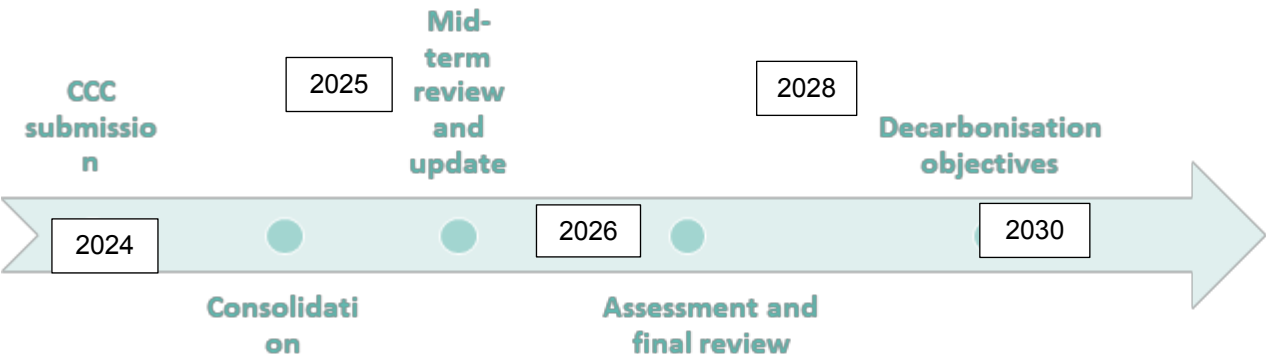 CCC
submissio
n
2025
Mid-
term
review
and
update
2028
Decarbonisation
objectives
2024
2026
2030
Consolidati
on
Assessment and
final review